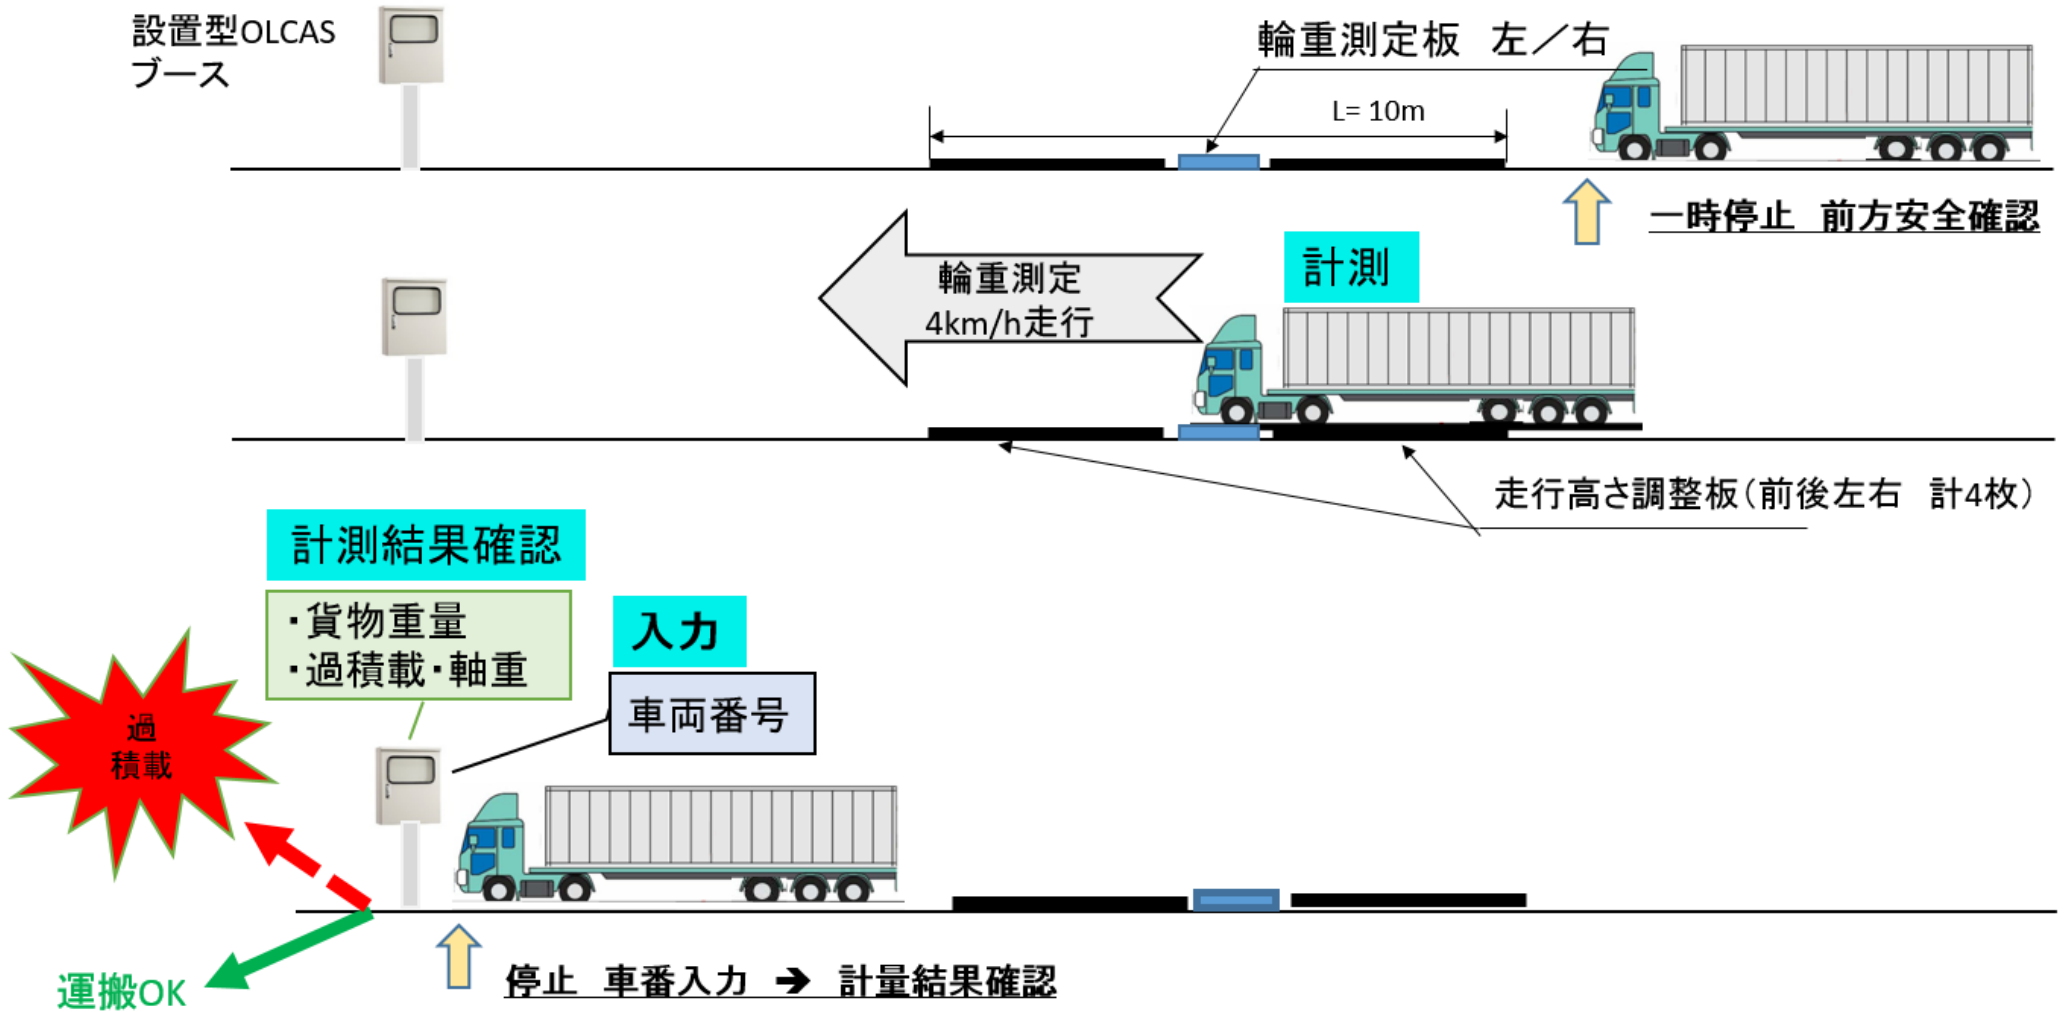 設置型OLCAS
ブース
輪重測定板　左／右
L= 10m
一時停止　前方安全確認
計測
輪重測定
4km/h走行
走行高さ調整板（前後左右　計4枚）
計測結果確認
・貨物重量
・過積載・軸重
入力
車両番号
過
積載
運搬OK
停止　車番入力　➔　計量結果確認